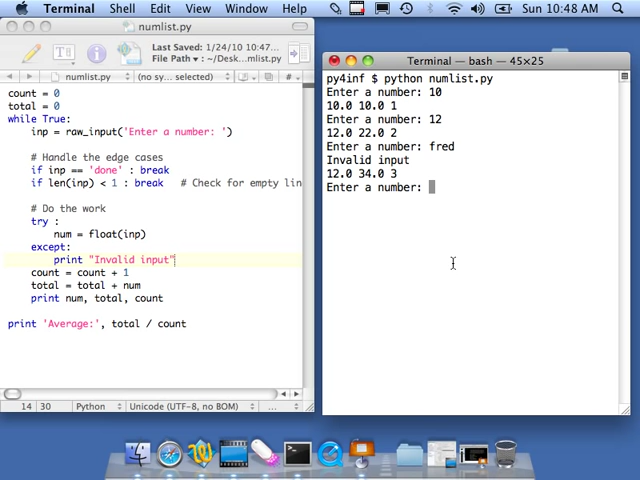 Shell Edit View Window Help
Sun 10:48 AM
numlist.py
Last Saved: 1/24/10 10:47...
File Path ▾: ~/Desk...mlist.py
numlist.py
(no sy...selected)
count = 0
total = 0
while True:
inp = raw_input('Enter a number: ')
# Handle the edge cases
if inp == 'done' : break
if len(inp) < 1 : break # Check for empty lin
# Do the work
try :
num = float(inp)
except:
print "Invalid input"
count = count + 1
total = total + num
print num, total, count
print 'Average:', total / count
14 30 Python Unicode (UTF-8, no BOM) ...
Terminal — bash — 45×25
py4inf $ python numlist.py
Enter a number: 10
10.0 10.0 1
Enter a number: 12
12.0 22.0 2
Enter a number: fred
Invalid input
12.0 34.0 3
Enter a number: